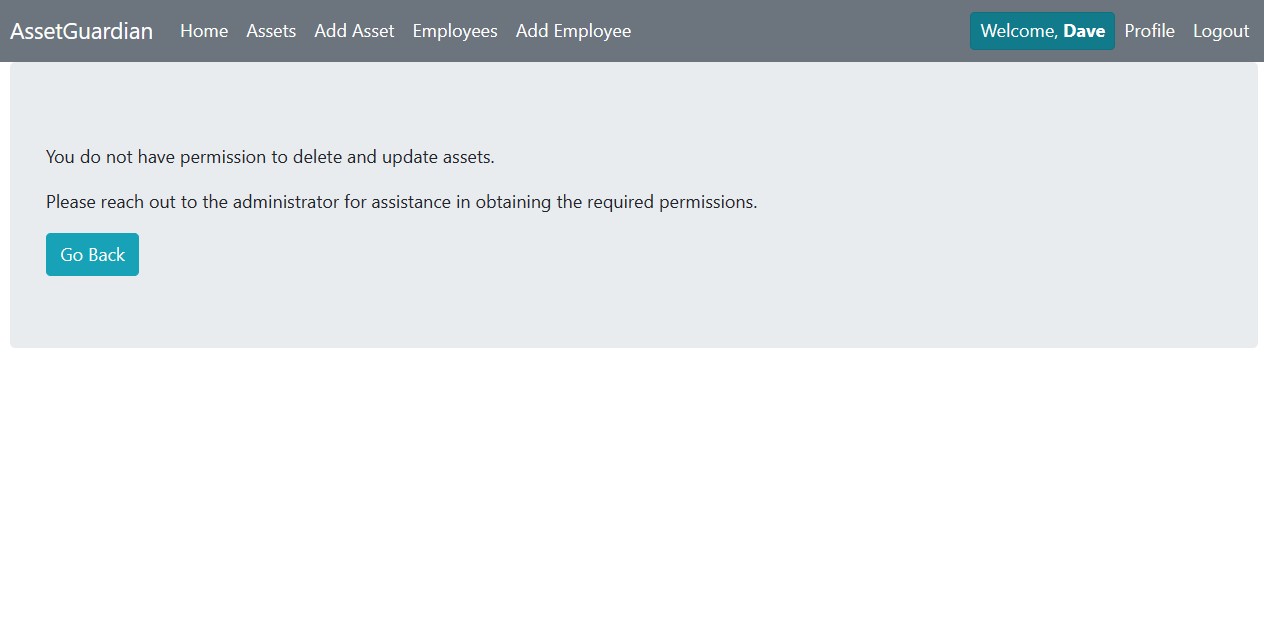 AssetGuardian Home Assets Add Asset Employees Add Employee Welcome, Dave Profile Logout
You do not have permission to delete and update assets.
Please reach out to the administrator for assistance in obtaining the required permissions.
Go Back